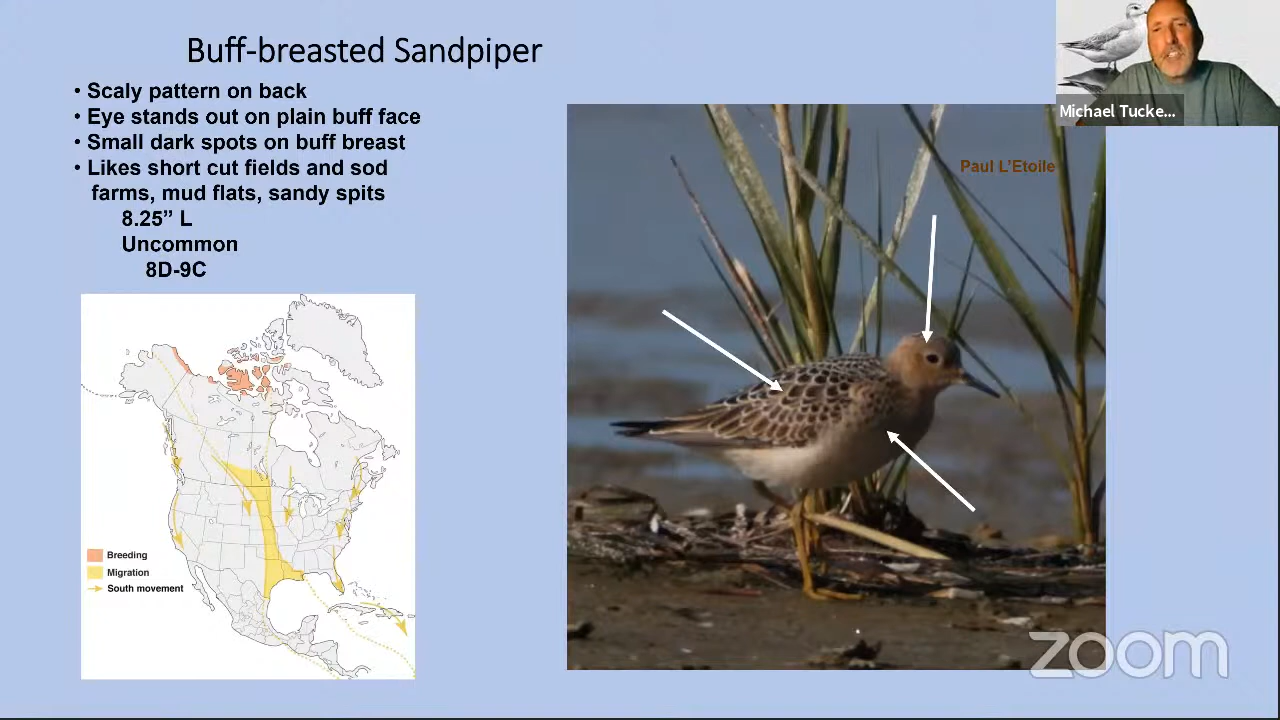 Buff-breasted Sandpiper
• Scaly pattern on back
• Eye stands out on plain buff face
• Small dark spots on buff breast
• Likes short cut fields and sod
farms, mud flats, sandy spits
8.25” L
Uncommon
8D-9C
Breeding
Migration
South movement
Paul L’Etoile
Michael Tucke...
zoom